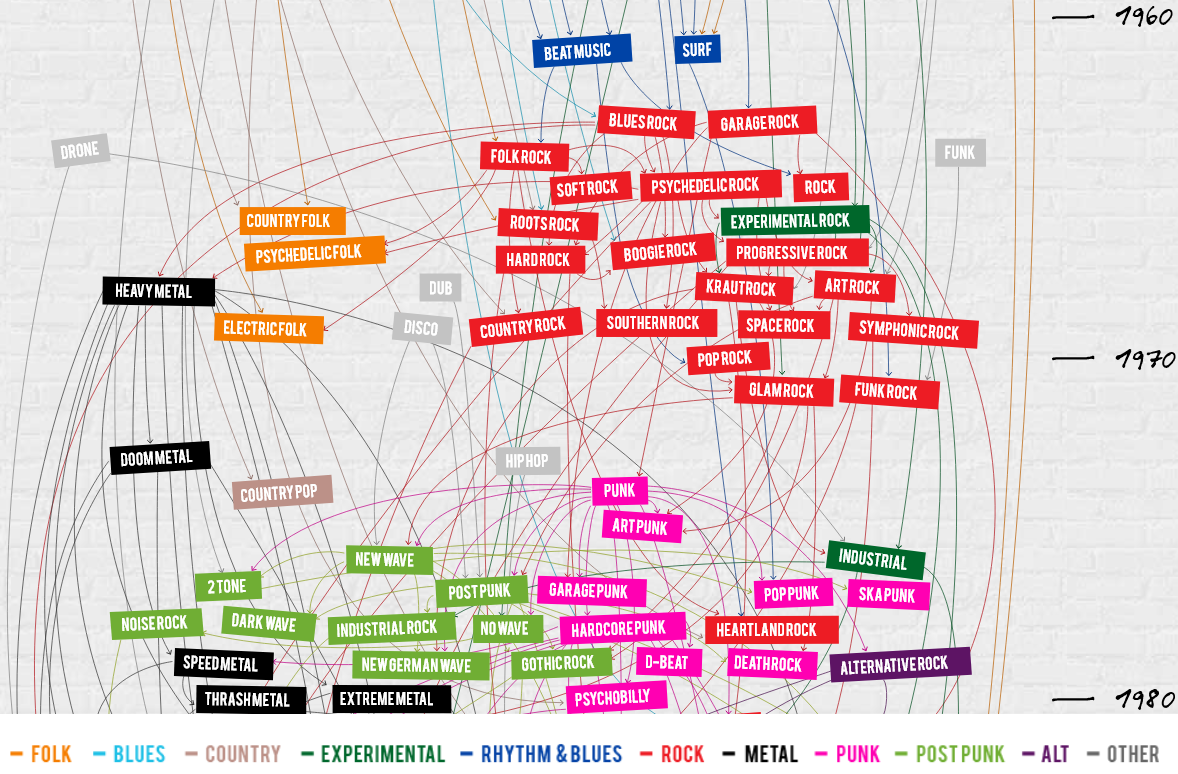 1960
BEAT MUSIC
SURF
BLUES ROCK
GARAGE ROCK
DRONE
FUNK
FOLK ROCK
SOFT ROCK
PSYCHEDELIC ROCK
ROCK
COUNTRY FOLK
ROOTS ROCK
EXPERIMENTAL ROCK
PSYCHEDELIC FOLK
HARD ROCK
BOOGIE ROCK
PROGRESSIVE ROCK
HEAVY METAL
DUB
KRAUTROCK
ART ROCK
ELECTRIC FOLK
DISCO
COUNTRY ROCK
SOUTHERN ROCK
SPACE ROCK
SYMPHONIC ROCK
POP ROCK
1970
GLAM ROCK
FUNK ROCK
DOOM METAL
HIP HOP
COUNTRY POP
PUNK
ART PUNK
NEW WAVE
INDUSTRIAL
2 TONE
POST PUNK
GARAGE PUNK
POP PUNK
SKA PUNK
NOISE ROCK
DARK WAVE
INDUSTRIAL ROCK
NO WAVE
HARDCORE PUNK
HEARTLAND ROCK
SPEED METAL
NEW GERMAN WAVE
GOTHIC ROCK
D-BEAT
DEATH ROCK
ALTERNATIVE ROCK
THRASH METAL
EXTREME METAL
PSYCHOBILLY
1980
FOLK
BLUES
COUNTRY
EXPERIMENTAL
RHYTHM & BLUES
ROCK
METAL
PUNK
POST PUNK
ALT
OTHER